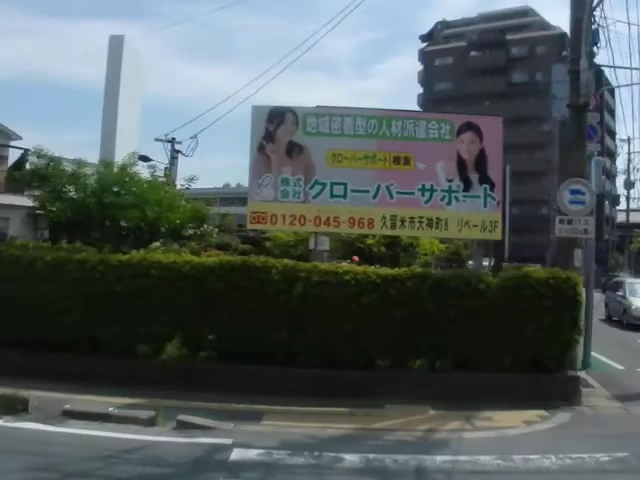 地域密着型の人材派遣会社
クローバーサポート 検索
株式会社 クローバーサポート
0120-045-968 久留米市天神町8 リベール3F